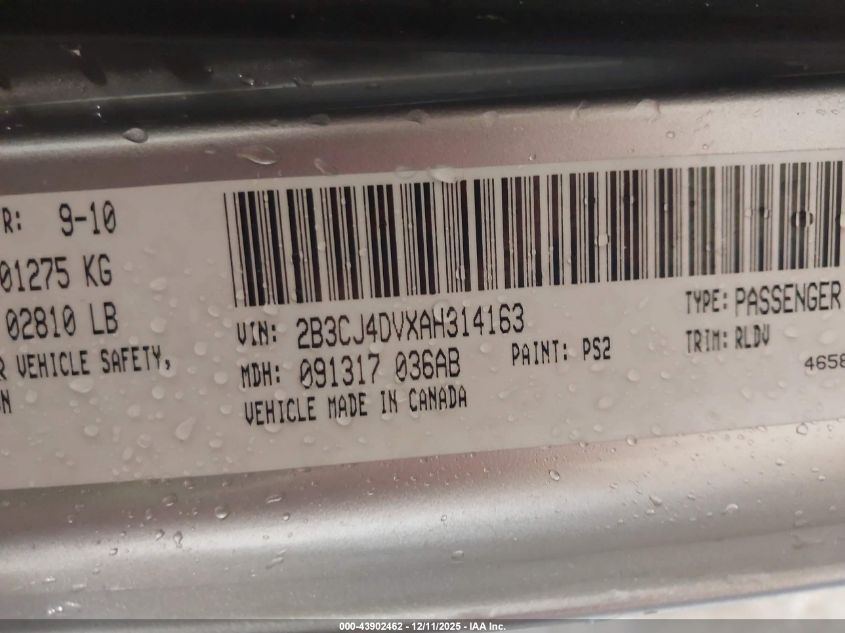 R: 9-10
01275 KG
02810 LB
R VEHICLE SAFETY,
VIN: 2B3CJ4DVXAH314163
MDH: 091317 036AB
VEHICLE MADE IN CANADA
PAINT: PS2
TYPE: PASSENGER
TRIM: RLDV
4658
000-43902462 - 12/11/2025 - IAA Inc.